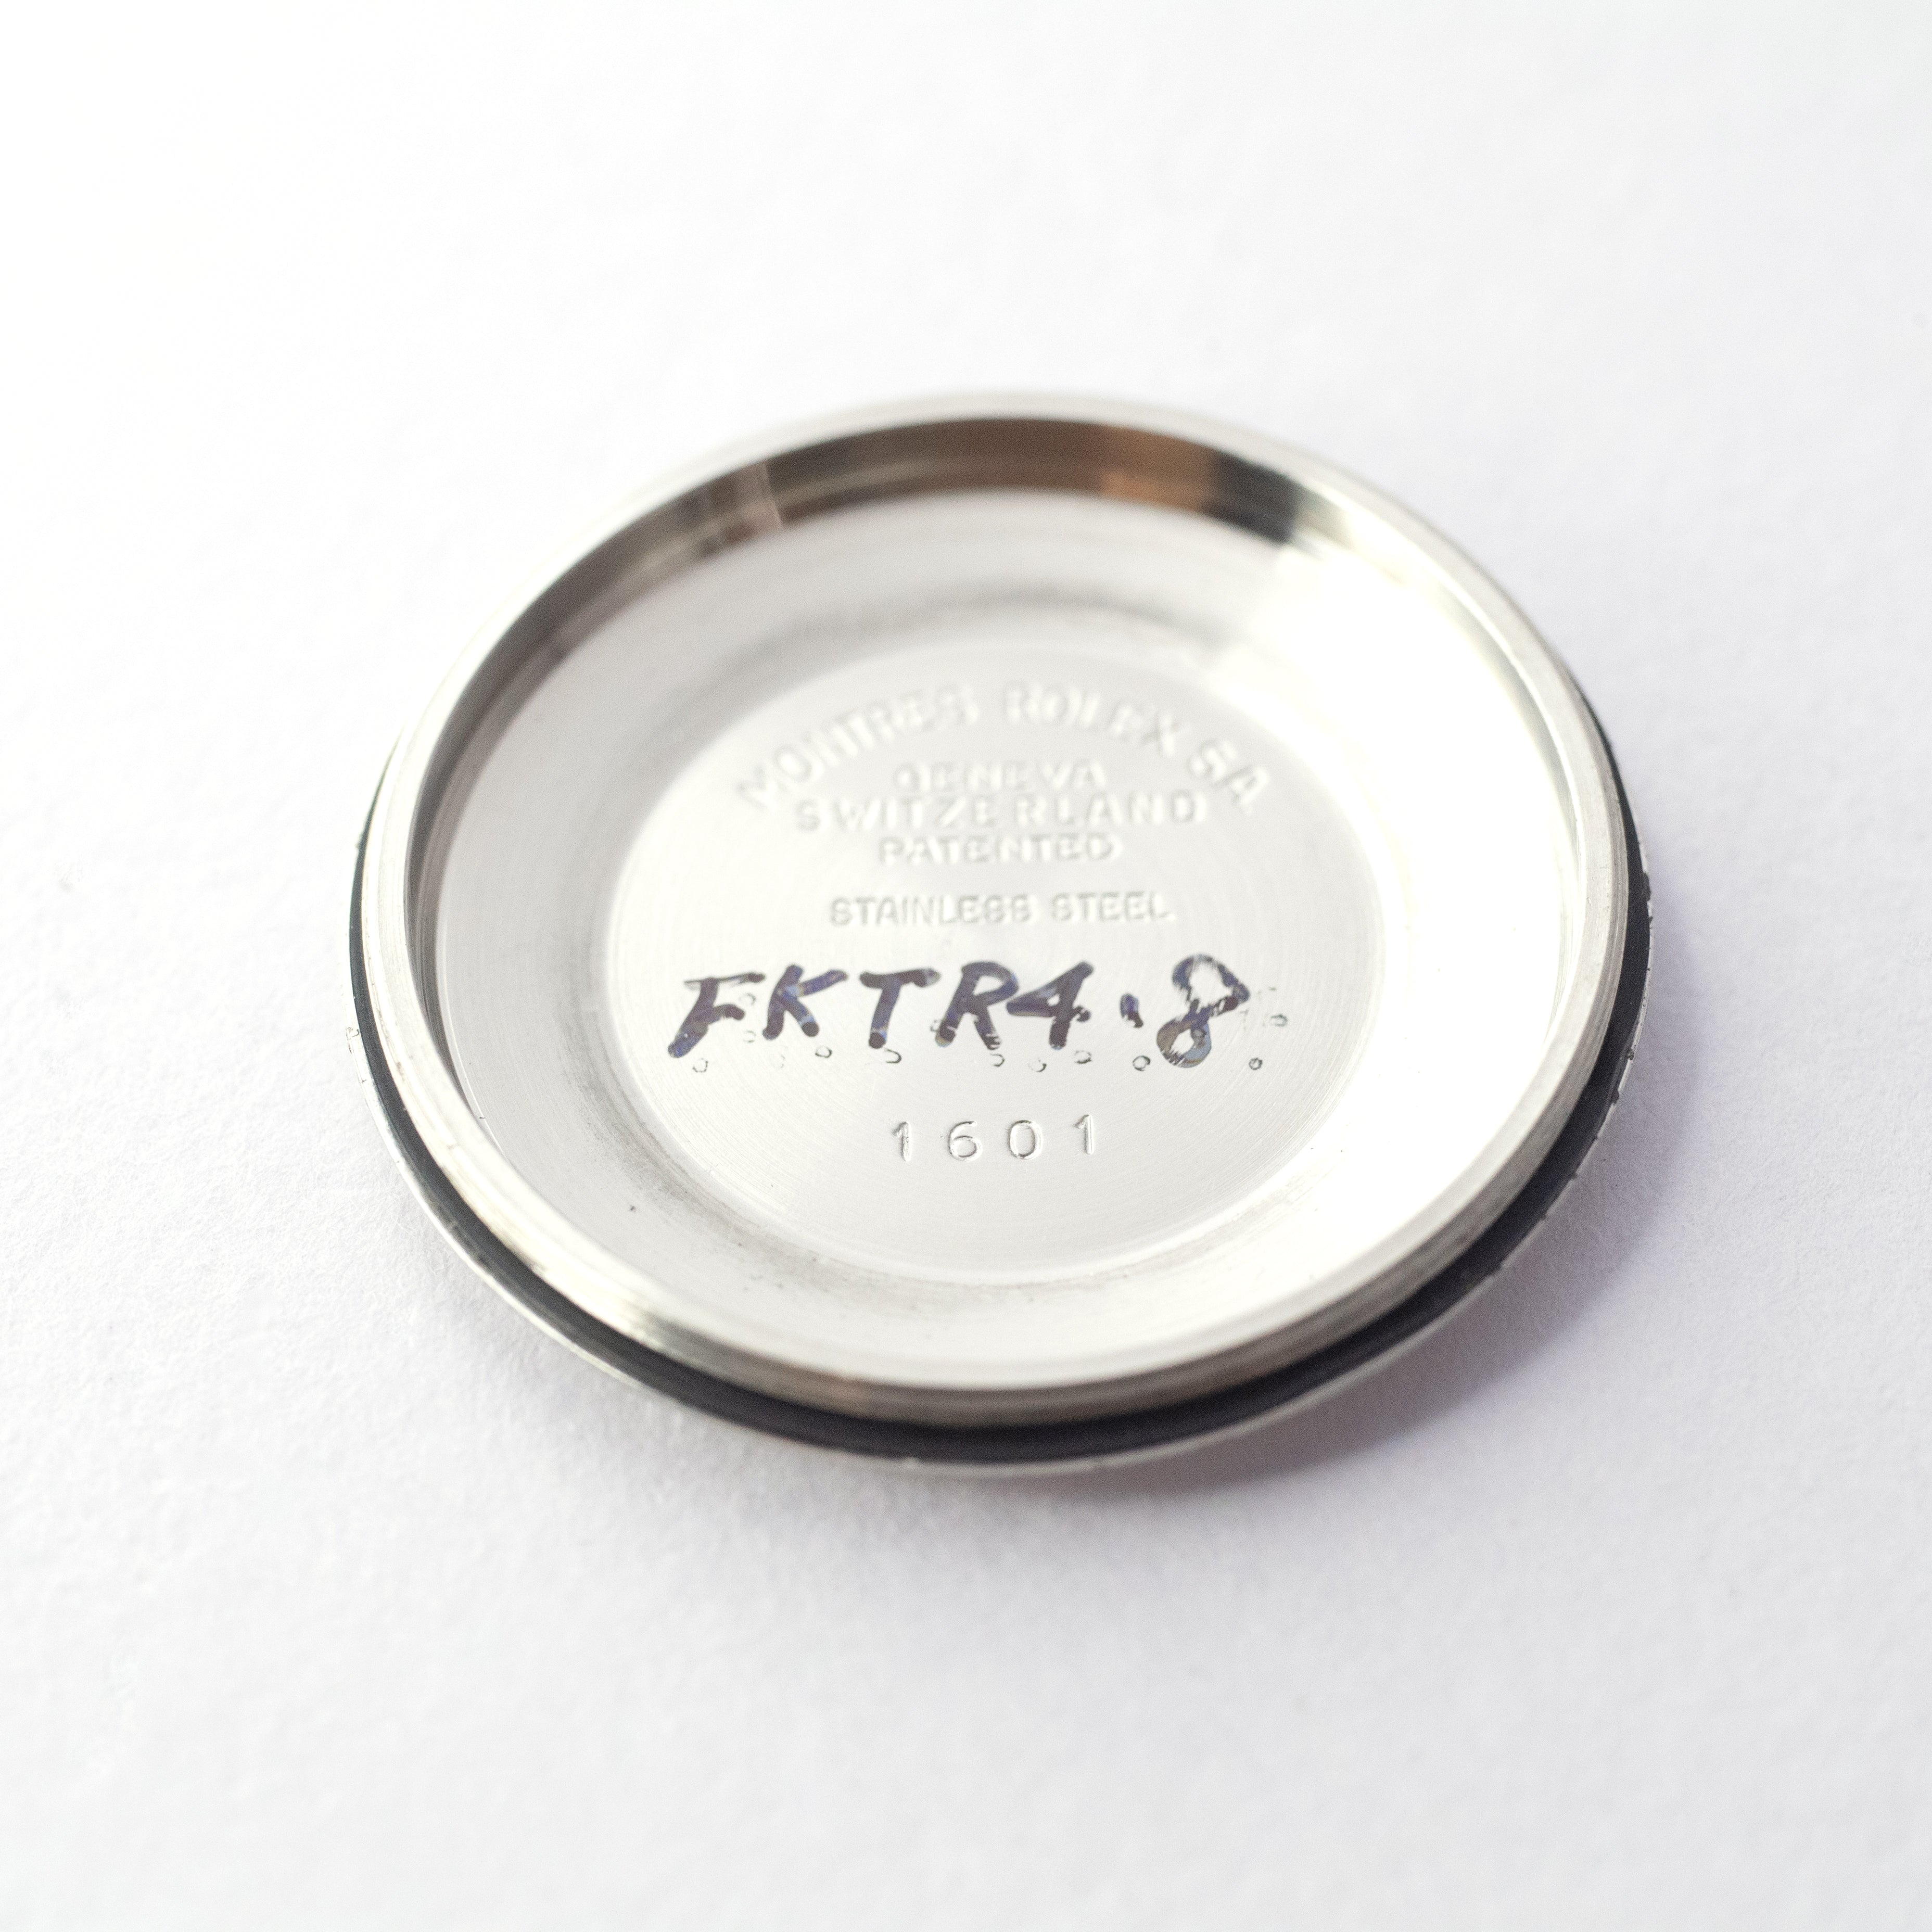 MONTRES ROLEX SA
GENEVA
SWITZERLAND
PATENTED
STAINLESS STEEL
FKTR4.8
1601